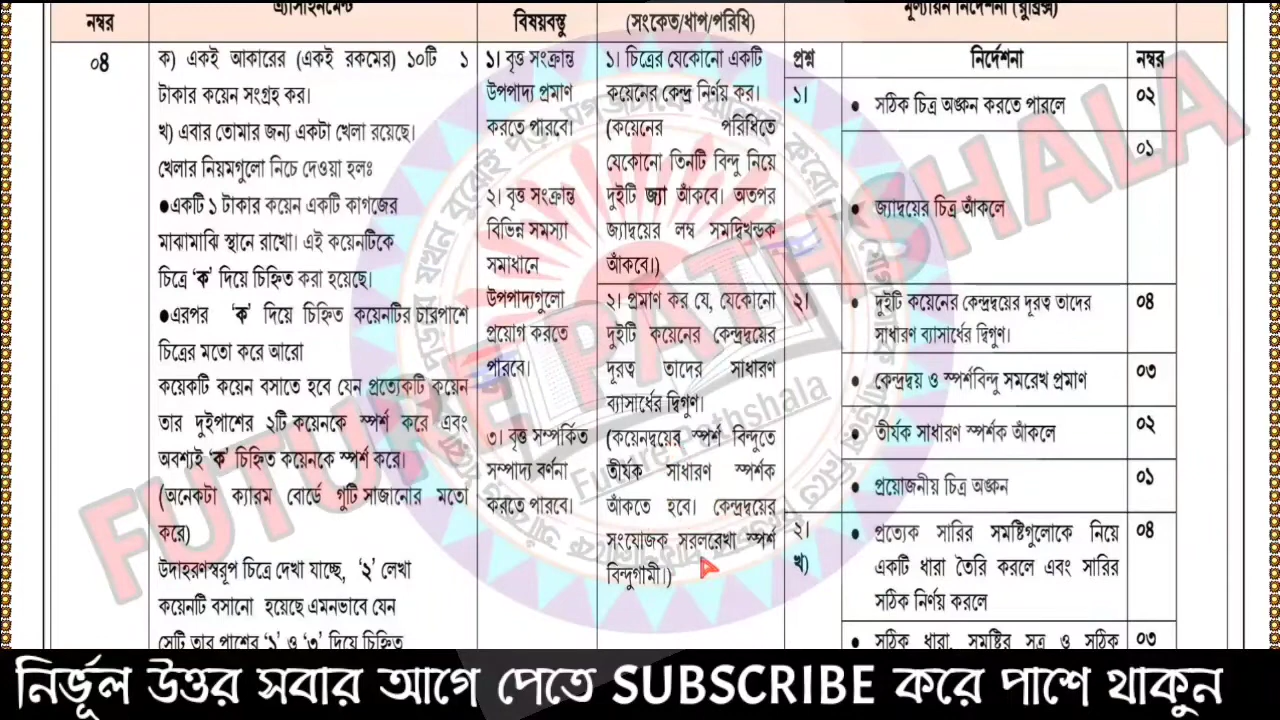 নম্বর
এ্যাসাইনমেন্ট
বিষয়বস্তু
(সংকেত/ধাপ/পরিধি)
মূল্যায়ন নির্দেশনা (রুব্রিক্স)
০৪
ক) একই আকারের (একই রকমের) ১০টি ১
টাকার কয়েন সংগ্রহ কর।
খ) এবার তোমার জন্য একটা খেলা রয়েছে।
খেলার নিয়মগুলো নিচে দেওয়া হলঃ
●একটি ১ টাকার কয়েন একটি কাগজের
মাঝামাঝি স্থানে রাখো। এই কয়েনটিকে
চিত্রে 'ক' দিয়ে চিহ্নিত করা হয়েছে।
●এরপর 'ক' দিয়ে চিহ্নিত কয়েনটির চারপাশে
চিত্রের মতো করে আরো
কয়েকটি কয়েন বসাতে হবে যেন প্রত্যেকটি কয়েন
তার দুইপাশের ২টি কয়েনকে স্পর্শ করে এবং
অবশ্যই 'ক' চিহ্নিত কয়েনকে স্পর্শ করে।
(অনেকটা ক্যারম বোর্ডে গুটি সাজানোর মতো
করে)
উদাহরণস্বরূপ চিত্রে দেখা যাচ্ছে, '২' লেখা
কয়েনটি বসানো হয়েছে এমনভাবে যেন
সেটি তার পাশের '১' ও '৩' দিয়ে চিহ্নিত
১। বৃত্ত সংক্রান্ত
উপপাদ্য প্রমাণ
করতে পারবে।
২। বৃত্ত সংক্রান্ত
বিভিন্ন সমস্যা
সমাধানে
উপপাদ্যগুলো
প্রয়োগ করতে
পারবে।
৩। বৃত্ত সম্পর্কিত
সম্পাদ্য বর্ণনা
করতে পারবে।
১। চিত্রের যেকোনো একটি
কয়েনের কেন্দ্র নির্ণয় কর।
(কয়েনের পরিধিতে
যেকোনো তিনটি বিন্দু নিয়ে
দুইটি জ্যা আঁকবে। অতপর
জ্যাদ্বয়ের লম্ব সমদ্বিখন্ডক
আঁকবে।)
২। প্রমাণ কর যে, যেকোনো
দুইটি কয়েনের কেন্দ্রদ্বয়ের
দূরত্ব তাদের সাধারণ
ব্যাসার্ধের দ্বিগুণ।
(কয়েনদ্বয়ের স্পর্শ বিন্দুতে
তীর্যক সাধারণ স্পর্শক
আঁকতে হবে। কেন্দ্রদ্বয়ের
সংযোজক সরলরেখা স্পর্শ
বিন্দুগামী।)
প্রশ্ন
নির্দেশনা
নম্বর
১।
● সঠিক চিত্র অঙ্কন করতে পারলে
০২
● জ্যাদ্বয়ের চিত্র আঁকলে
০১
২।
● দুইটি কয়েনের কেন্দ্রদ্বয়ের দূরত্ব তাদের
সাধারণ ব্যাসার্ধের দ্বিগুণ।
০৪
● কেন্দ্রদ্বয় ও স্পর্শবিন্দু সমরেখ প্রমাণ
০৩
● তীর্যক সাধারণ স্পর্শক আঁকলে
০২
● প্রয়োজনীয় চিত্র অঙ্কন
০১
২।
খ)
● প্রত্যেক সারির সমষ্টিগুলোকে নিয়ে
একটি ধারা তৈরি করলে এবং সারির
সঠিক নির্ণয় করলে
০৪
● সঠিক ধারা, সমষ্টির সূত্র ও সঠিক
০৩
FUTURE PATHSHALA
Future Pathshala
নির্ভূল উত্তর সবার আগে পেতে SUBSCRIBE করে পাশে থাকুন